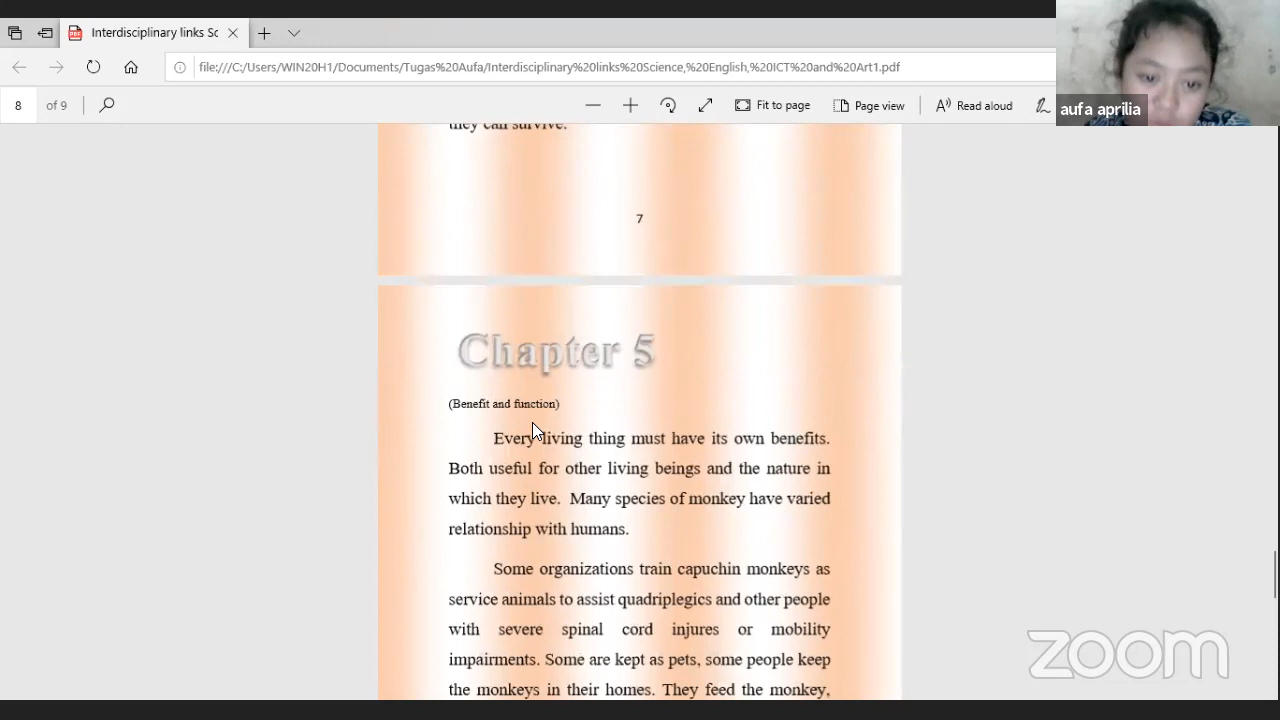 Interdisciplinary links Sc
file:///C:/Users/WIN20H1/Documents/Tugas%20Aufa/Interdisciplinary%20links%20Science,%20English,%20ICT%20and%20Art1.pdf
8 of 9
Fit to page
Page view
Read aloud
aufa aprilia
they can survive.
7
Chapter 5
(Benefit and function)
Every living thing must have its own benefits.
Both useful for other living beings and the nature in
which they live. Many species of monkey have varied
relationship with humans.
Some organizations train capuchin monkeys as
service animals to assist quadriplegics and other people
with severe spinal cord injures or mobility
impairments. Some are kept as pets, some people keep
the monkeys in their homes. They feed the monkey,
zoom